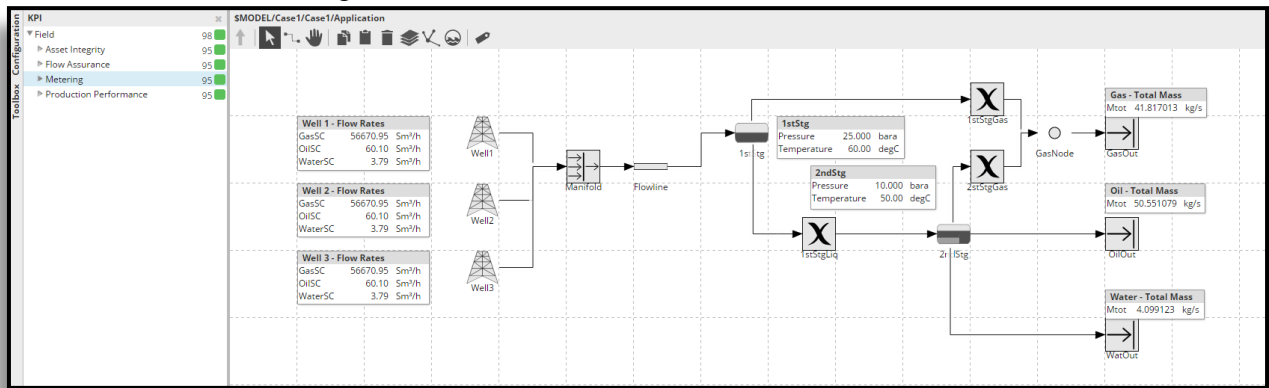 KPI
$MODEL/Case1/Case1/Application
Configuration
Toolbox
Field 98
Asset Integrity 95
Flow Assurance 95
Metering 95
Production Performance 95
Well 1 - Flow Rates
GasSC 56670.95 Sm³/h
OilSC 60.10 Sm³/h
WaterSC 3.79 Sm³/h
Well1
Well 2 - Flow Rates
GasSC 56670.95 Sm³/h
OilSC 60.10 Sm³/h
WaterSC 3.79 Sm³/h
Well2
Well 3 - Flow Rates
GasSC 56670.95 Sm³/h
OilSC 60.10 Sm³/h
WaterSC 3.79 Sm³/h
Well3
Manifold
Flowline
1stStg
Pressure 25.000 bara
Temperature 60.00 degC
2ndStg
Pressure 10.000 bara
Temperature 50.00 degC
1stStgGas
2stStgGas
1stStgLiq
GasNode
Gas - Total Mass
Mtot 41.817013 kg/s
GasOut
Oil - Total Mass
Mtot 50.551079 kg/s
OilOut
Water - Total Mass
Mtot 4.099123 kg/s
WatOut